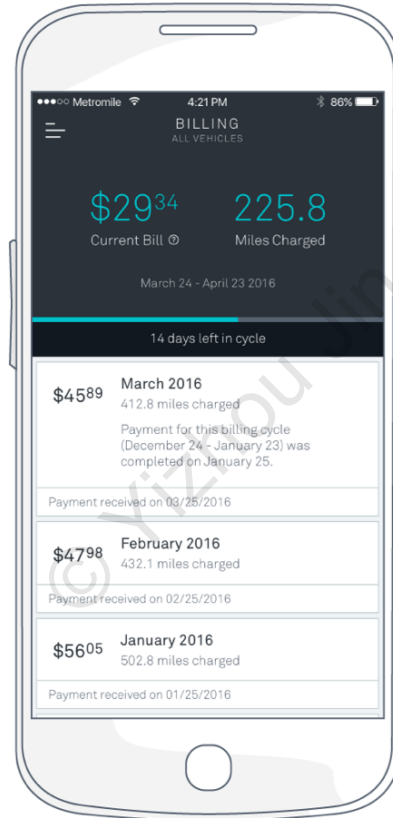 ●●●○○ Metromile 4:21 PM 86%
BILLING
ALL VEHICLES
$29³⁴ 225.8
Current Bill ? Miles Charged
March 24 - April 23 2016
14 days left in cycle
$45⁸⁹ March 2016
412.8 miles charged
Payment for this billing cycle
(December 24 - January 23) was
completed on January 25.
Payment received on 03/25/2016
$47⁹⁸ February 2016
432.1 miles charged
Payment received on 02/25/2016
$56⁰⁵ January 2016
502.8 miles charged
Payment received on 01/25/2016
© Yizhou Jin